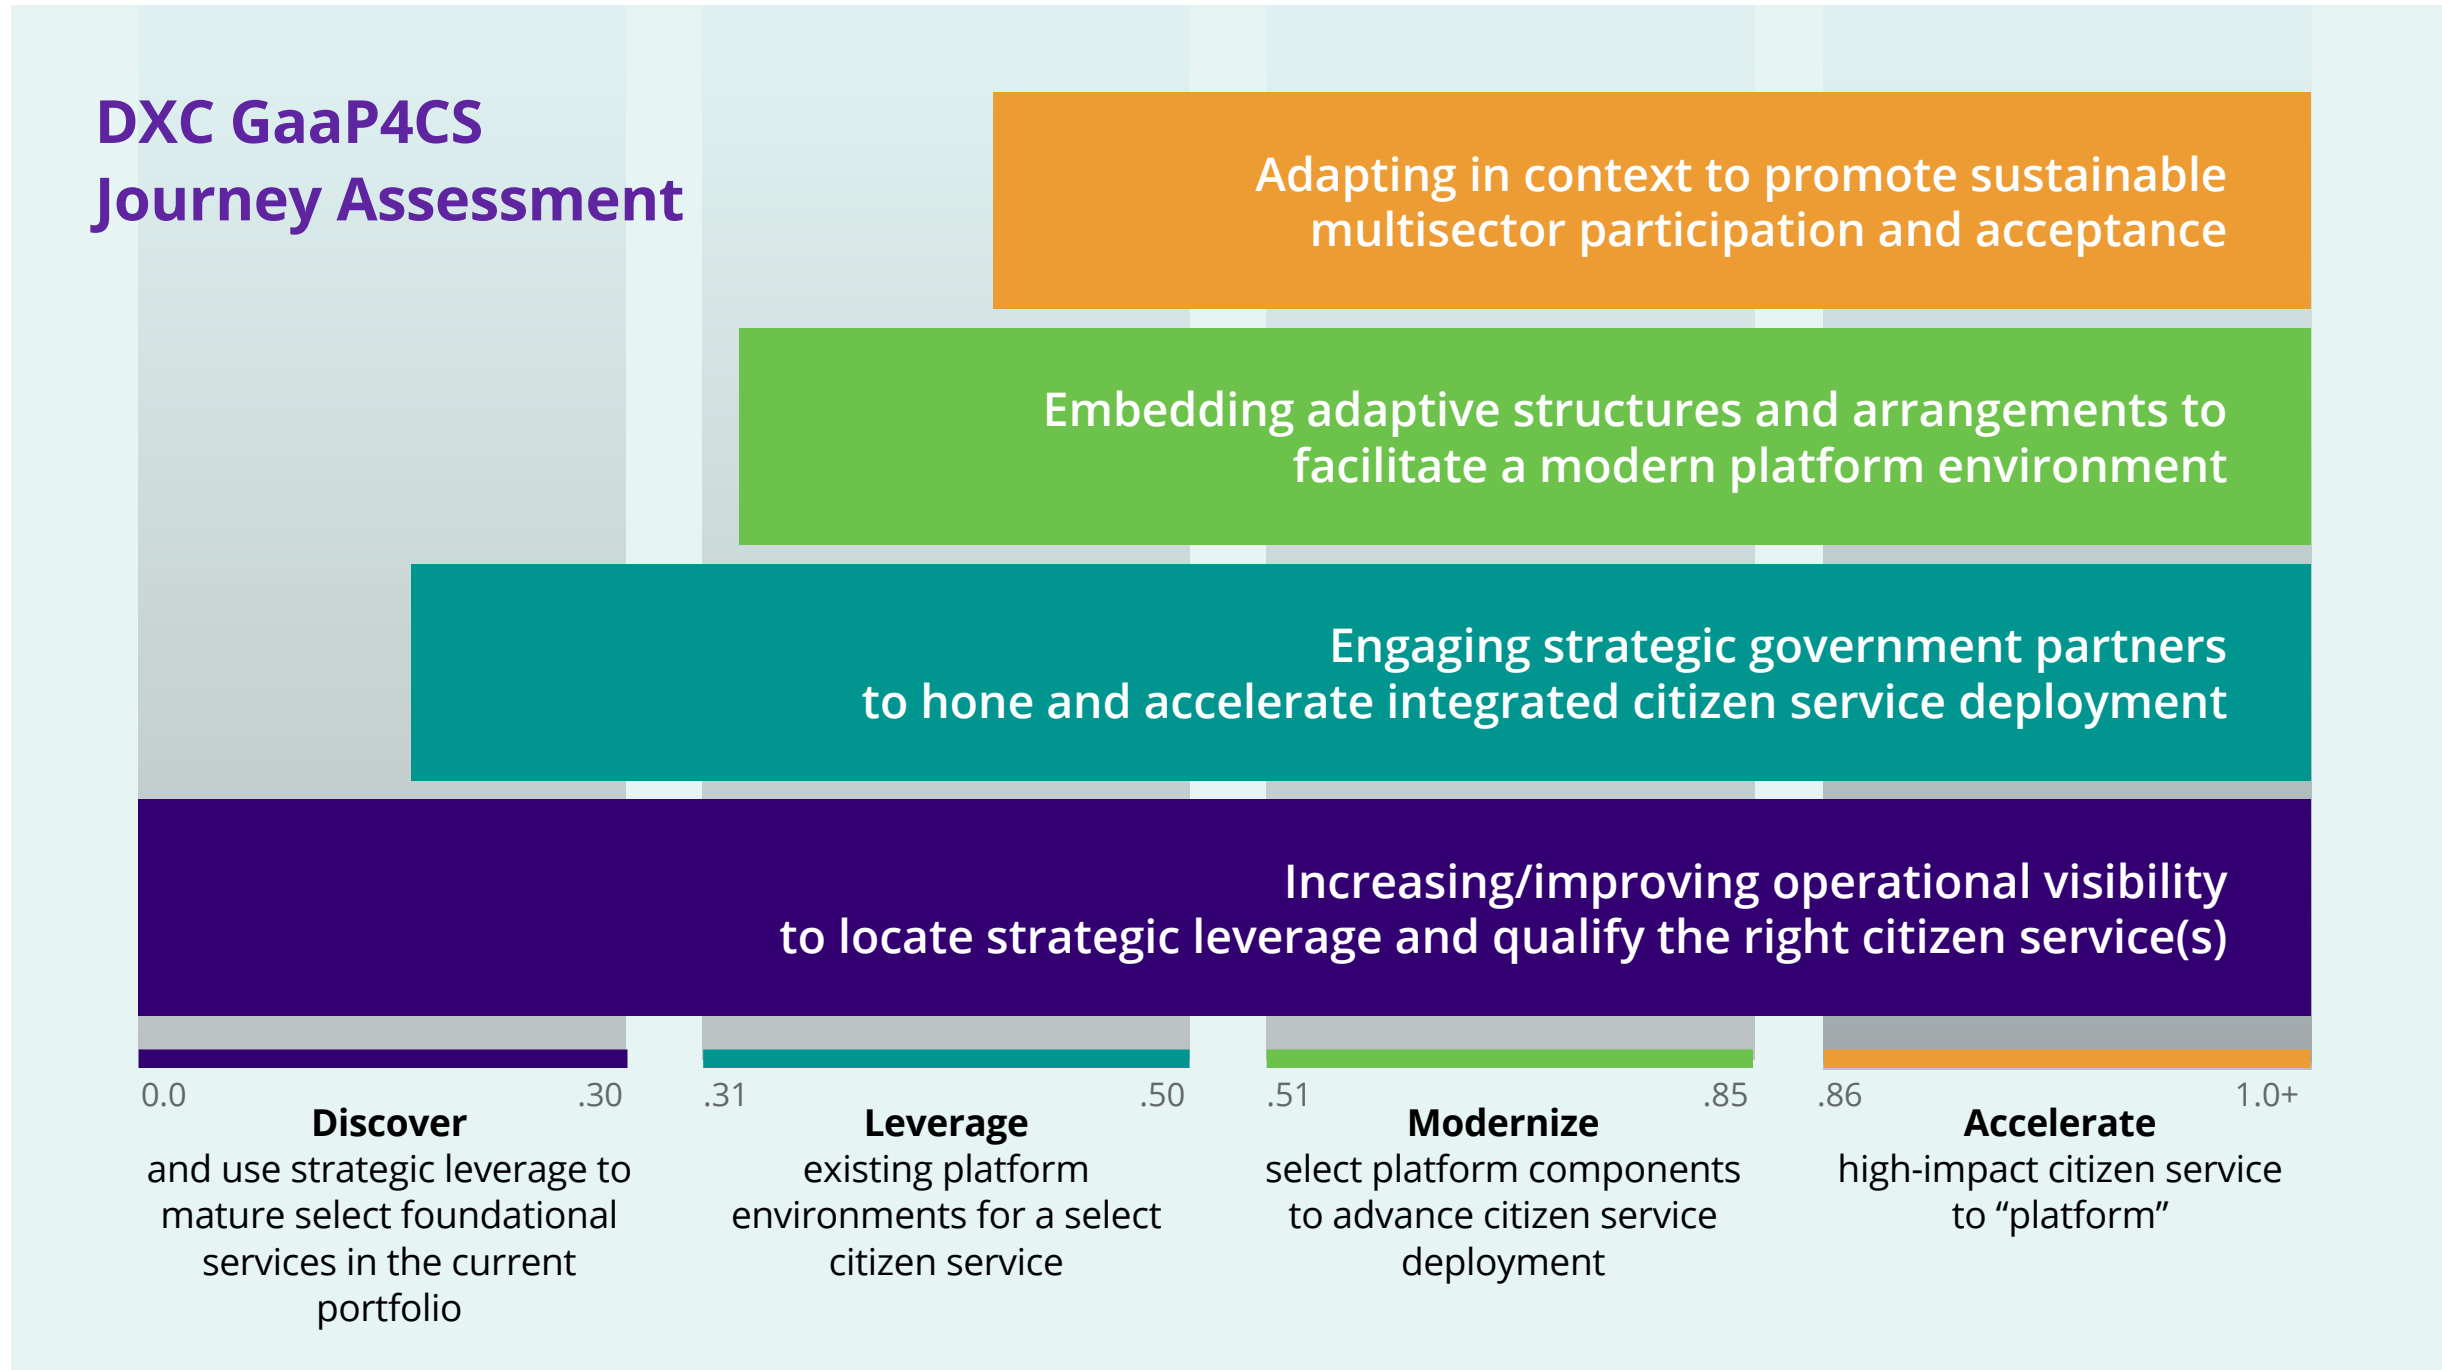 DXC GaaP4CS
Journey Assessment
Adapting in context to promote sustainable
multisector participation and acceptance
Embedding adaptive structures and arrangements to
facilitate a modern platform environment
Engaging strategic government partners
to hone and accelerate integrated citizen service deployment
Increasing/improving operational visibility
to locate strategic leverage and qualify the right citizen service(s)
0.0 .30
Discover
and use strategic leverage to
mature select foundational
services in the current
portfolio
.31 .50
Leverage
existing platform
environments for a select
citizen service
.51 .85
Modernize
select platform components
to advance citizen service
deployment
.86 1.0+
Accelerate
high-impact citizen service
to “platform”